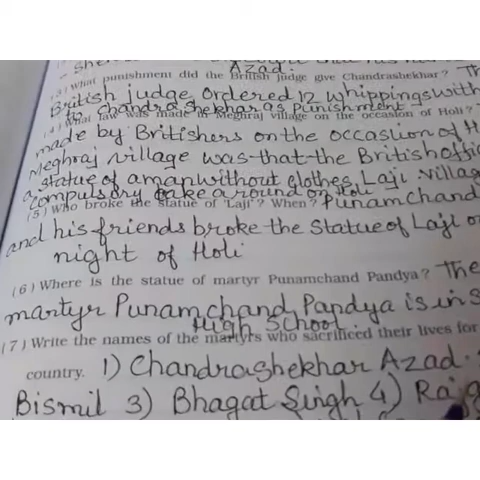 Azad.
(3) What punishment did the British judge give Chandrashekhar? Th
British judge ordered 12 whippings with
to Chandrashekhar as punishment
(4) What law was made in Meghraj village on the occasion of Holi?
made by Britishers on the occasion of H
Meghraj village was that the British offic
statue of a man without clothes Laji villag
compulsory take around on Holi
(5) Who broke the statue of 'Laji'? When? Punamchand
and his friends broke the statue of Laji o
night of Holi
(6) Where is the statue of martyr Punamchand Pandya? The
martyr Punamchand Pandya is in S
High School.
(7) Write the names of the martyrs who sacrificed their lives for
country. 1) Chandrashekhar Azad.
Bismil 3) Bhagat Singh 4) Rajg